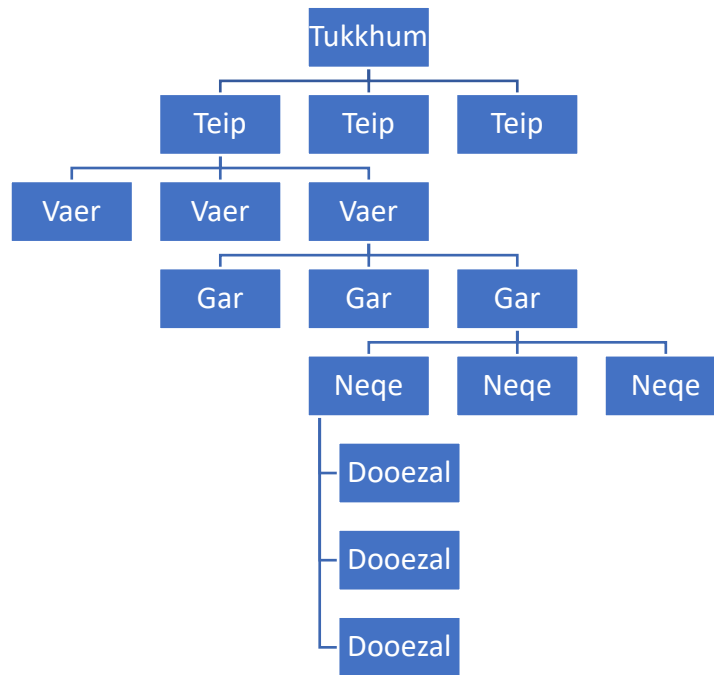 Tukkhum
Teip Teip Teip
Vaer Vaer Vaer
Gar Gar Gar
Neqe Neqe Neqe
Dooezal
Dooezal
Dooezal